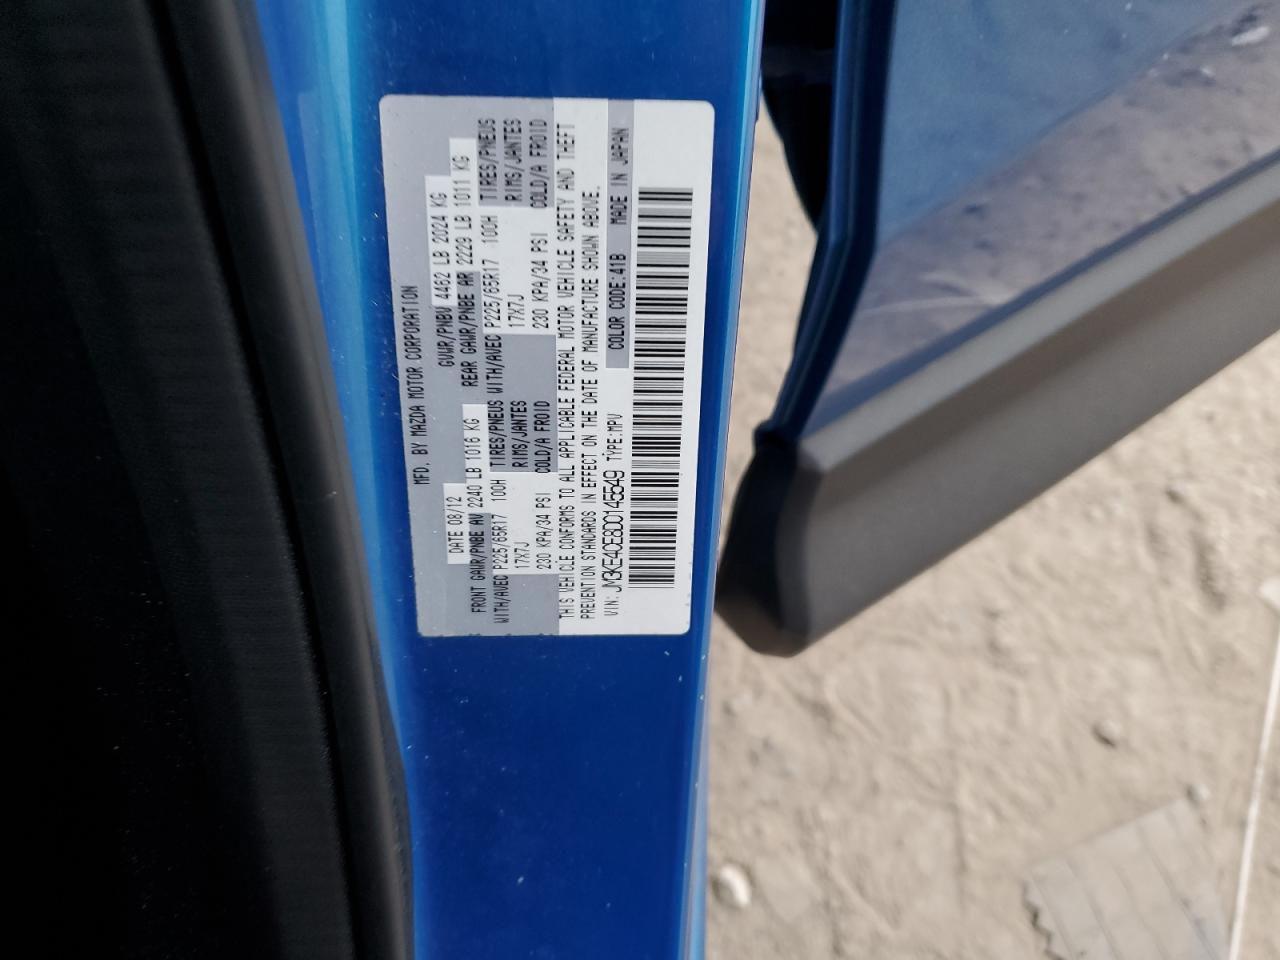 MFD. BY MAZDA MOTOR CORPORATION
DATE 08/12 GVWR/PNBV 4462 LB 2024 KG
FRONT GAWR/PNBE AV 2240 LB 1016 KG REAR GAWR/PNBE AR 2229 LB 1011 KG
WITH/AVEC P225/65R17 100H TIRES/PNEUS WITH/AVEC P225/65R17 100H TIRES/PNEUS
17X7J RIMS/JANTES 17X7J RIMS/JANTES
230 KPA/34 PSI COLD/A FROID 230 KPA/34 PSI COLD/A FROID
THIS VEHICLE CONFORMS TO ALL APPLICABLE FEDERAL MOTOR VEHICLE SAFETY AND THEFT
PREVENTION STANDARDS IN EFFECT ON THE DATE OF MANUFACTURE SHOWN ABOVE.
VIN: JM3KE4CE8D0145549 TYPE:MPV COLOR CODE:41B MADE IN JAPAN